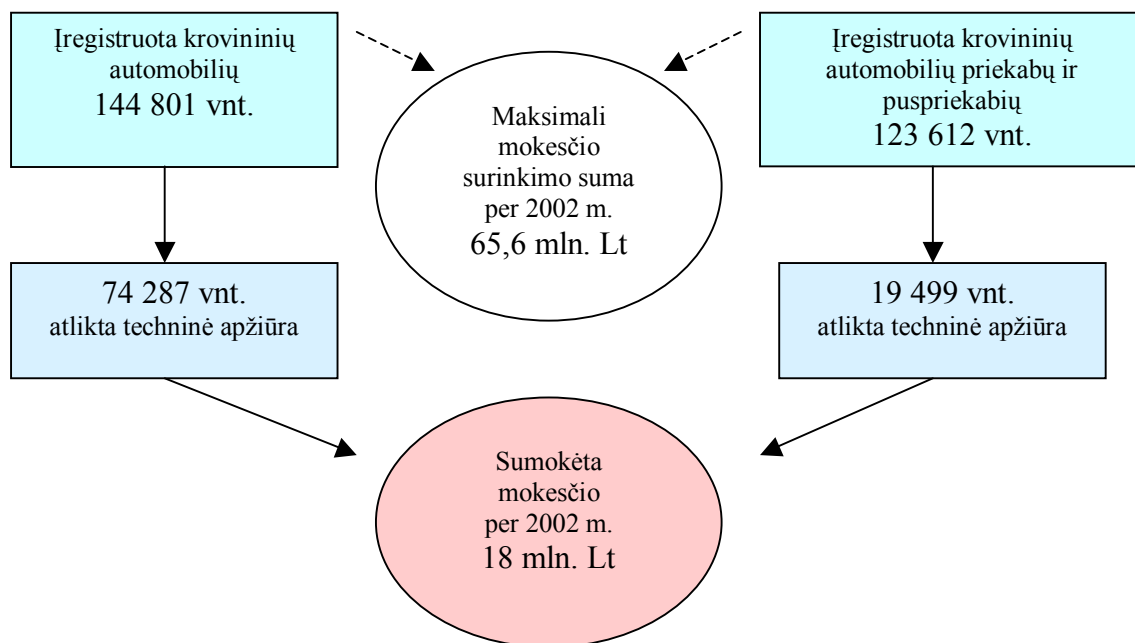 Įregistruota krovininių
automobilių
144 801 vnt.
Maksimali
mokesčio
surinkimo suma
per 2002 m.
65,6 mln. Lt
Įregistruota krovininių
automobilių priekabų ir
puspriekabių
123 612 vnt.
74 287 vnt.
atlikta techninė apžiūra
19 499 vnt.
atlikta techninė apžiūra
Sumokėta
mokesčio
per 2002 m.
18 mln. Lt